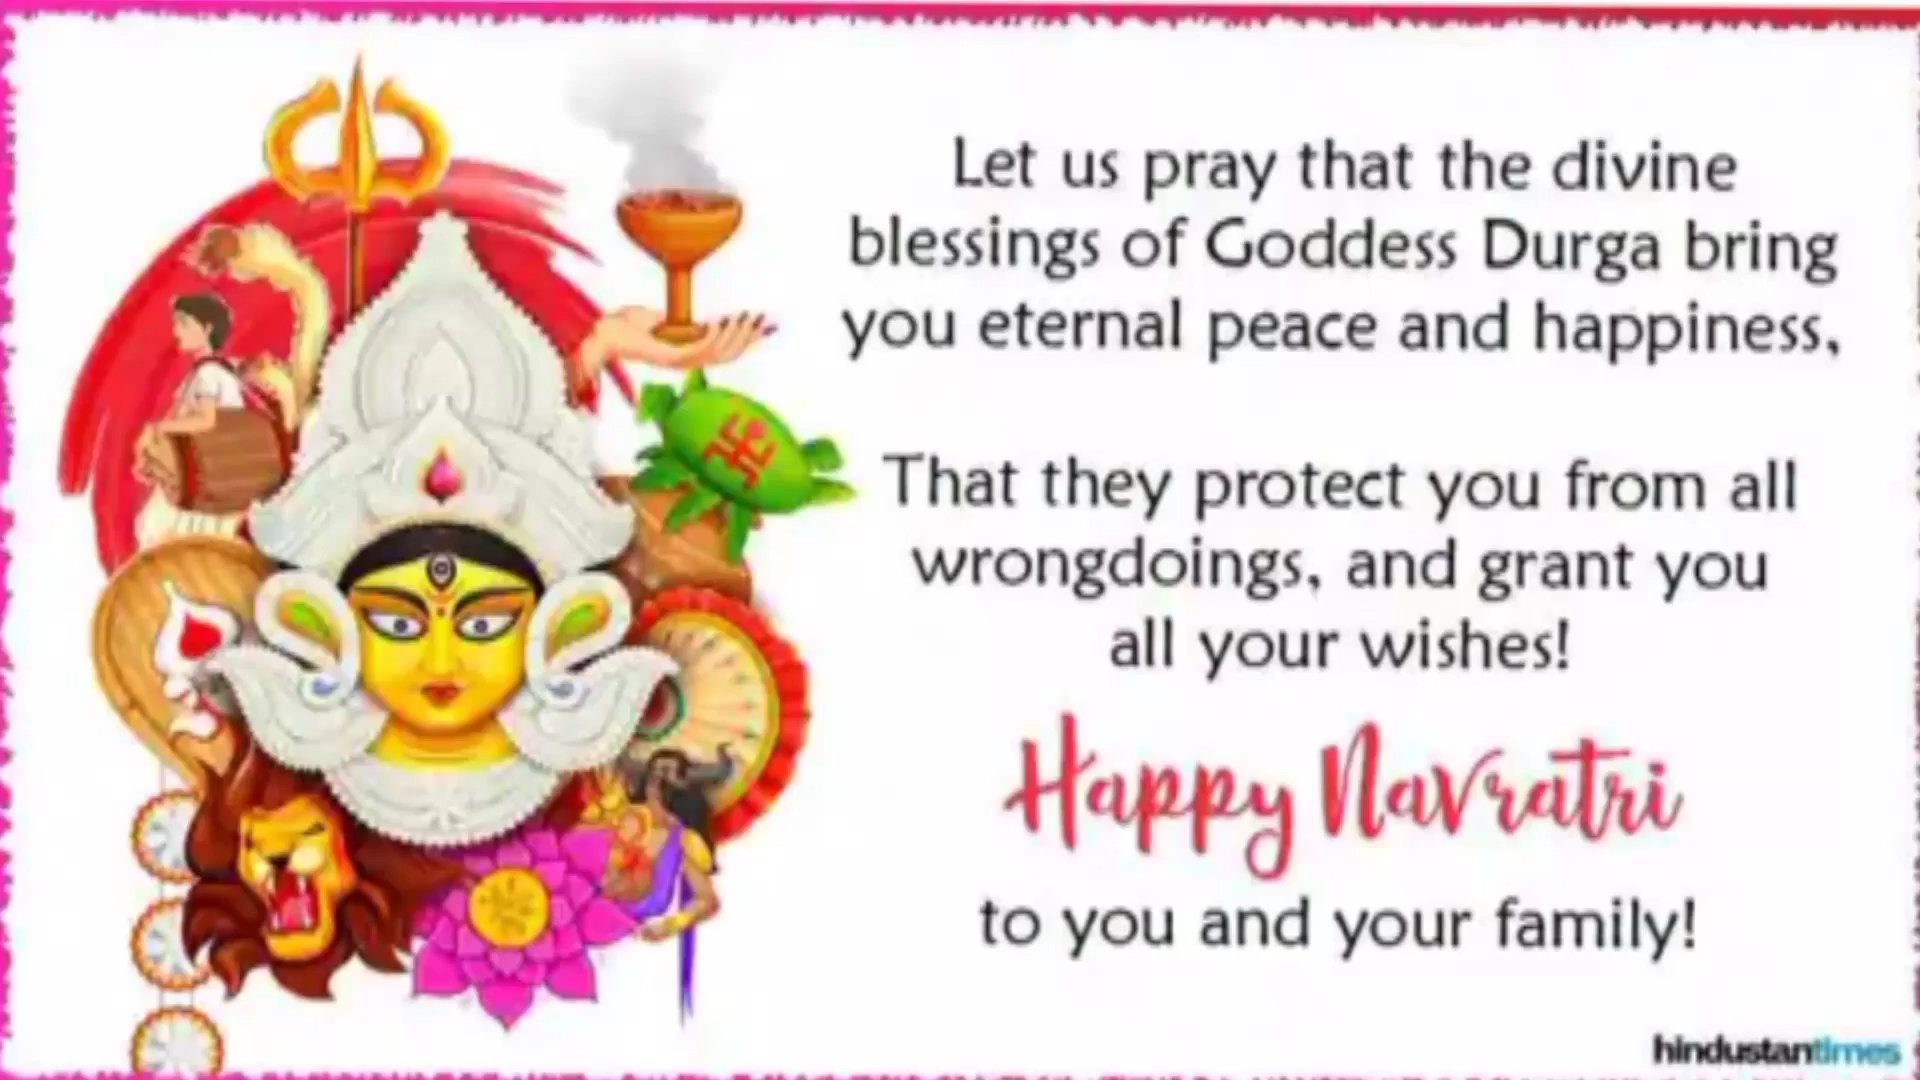 Let us pray that the divine
blessings of Goddess Durga bring
you eternal peace and happiness,
That they protect you from all
wrongdoings, and grant you
all your wishes!
Happy Navratri
to you and your family!
hindustantimes